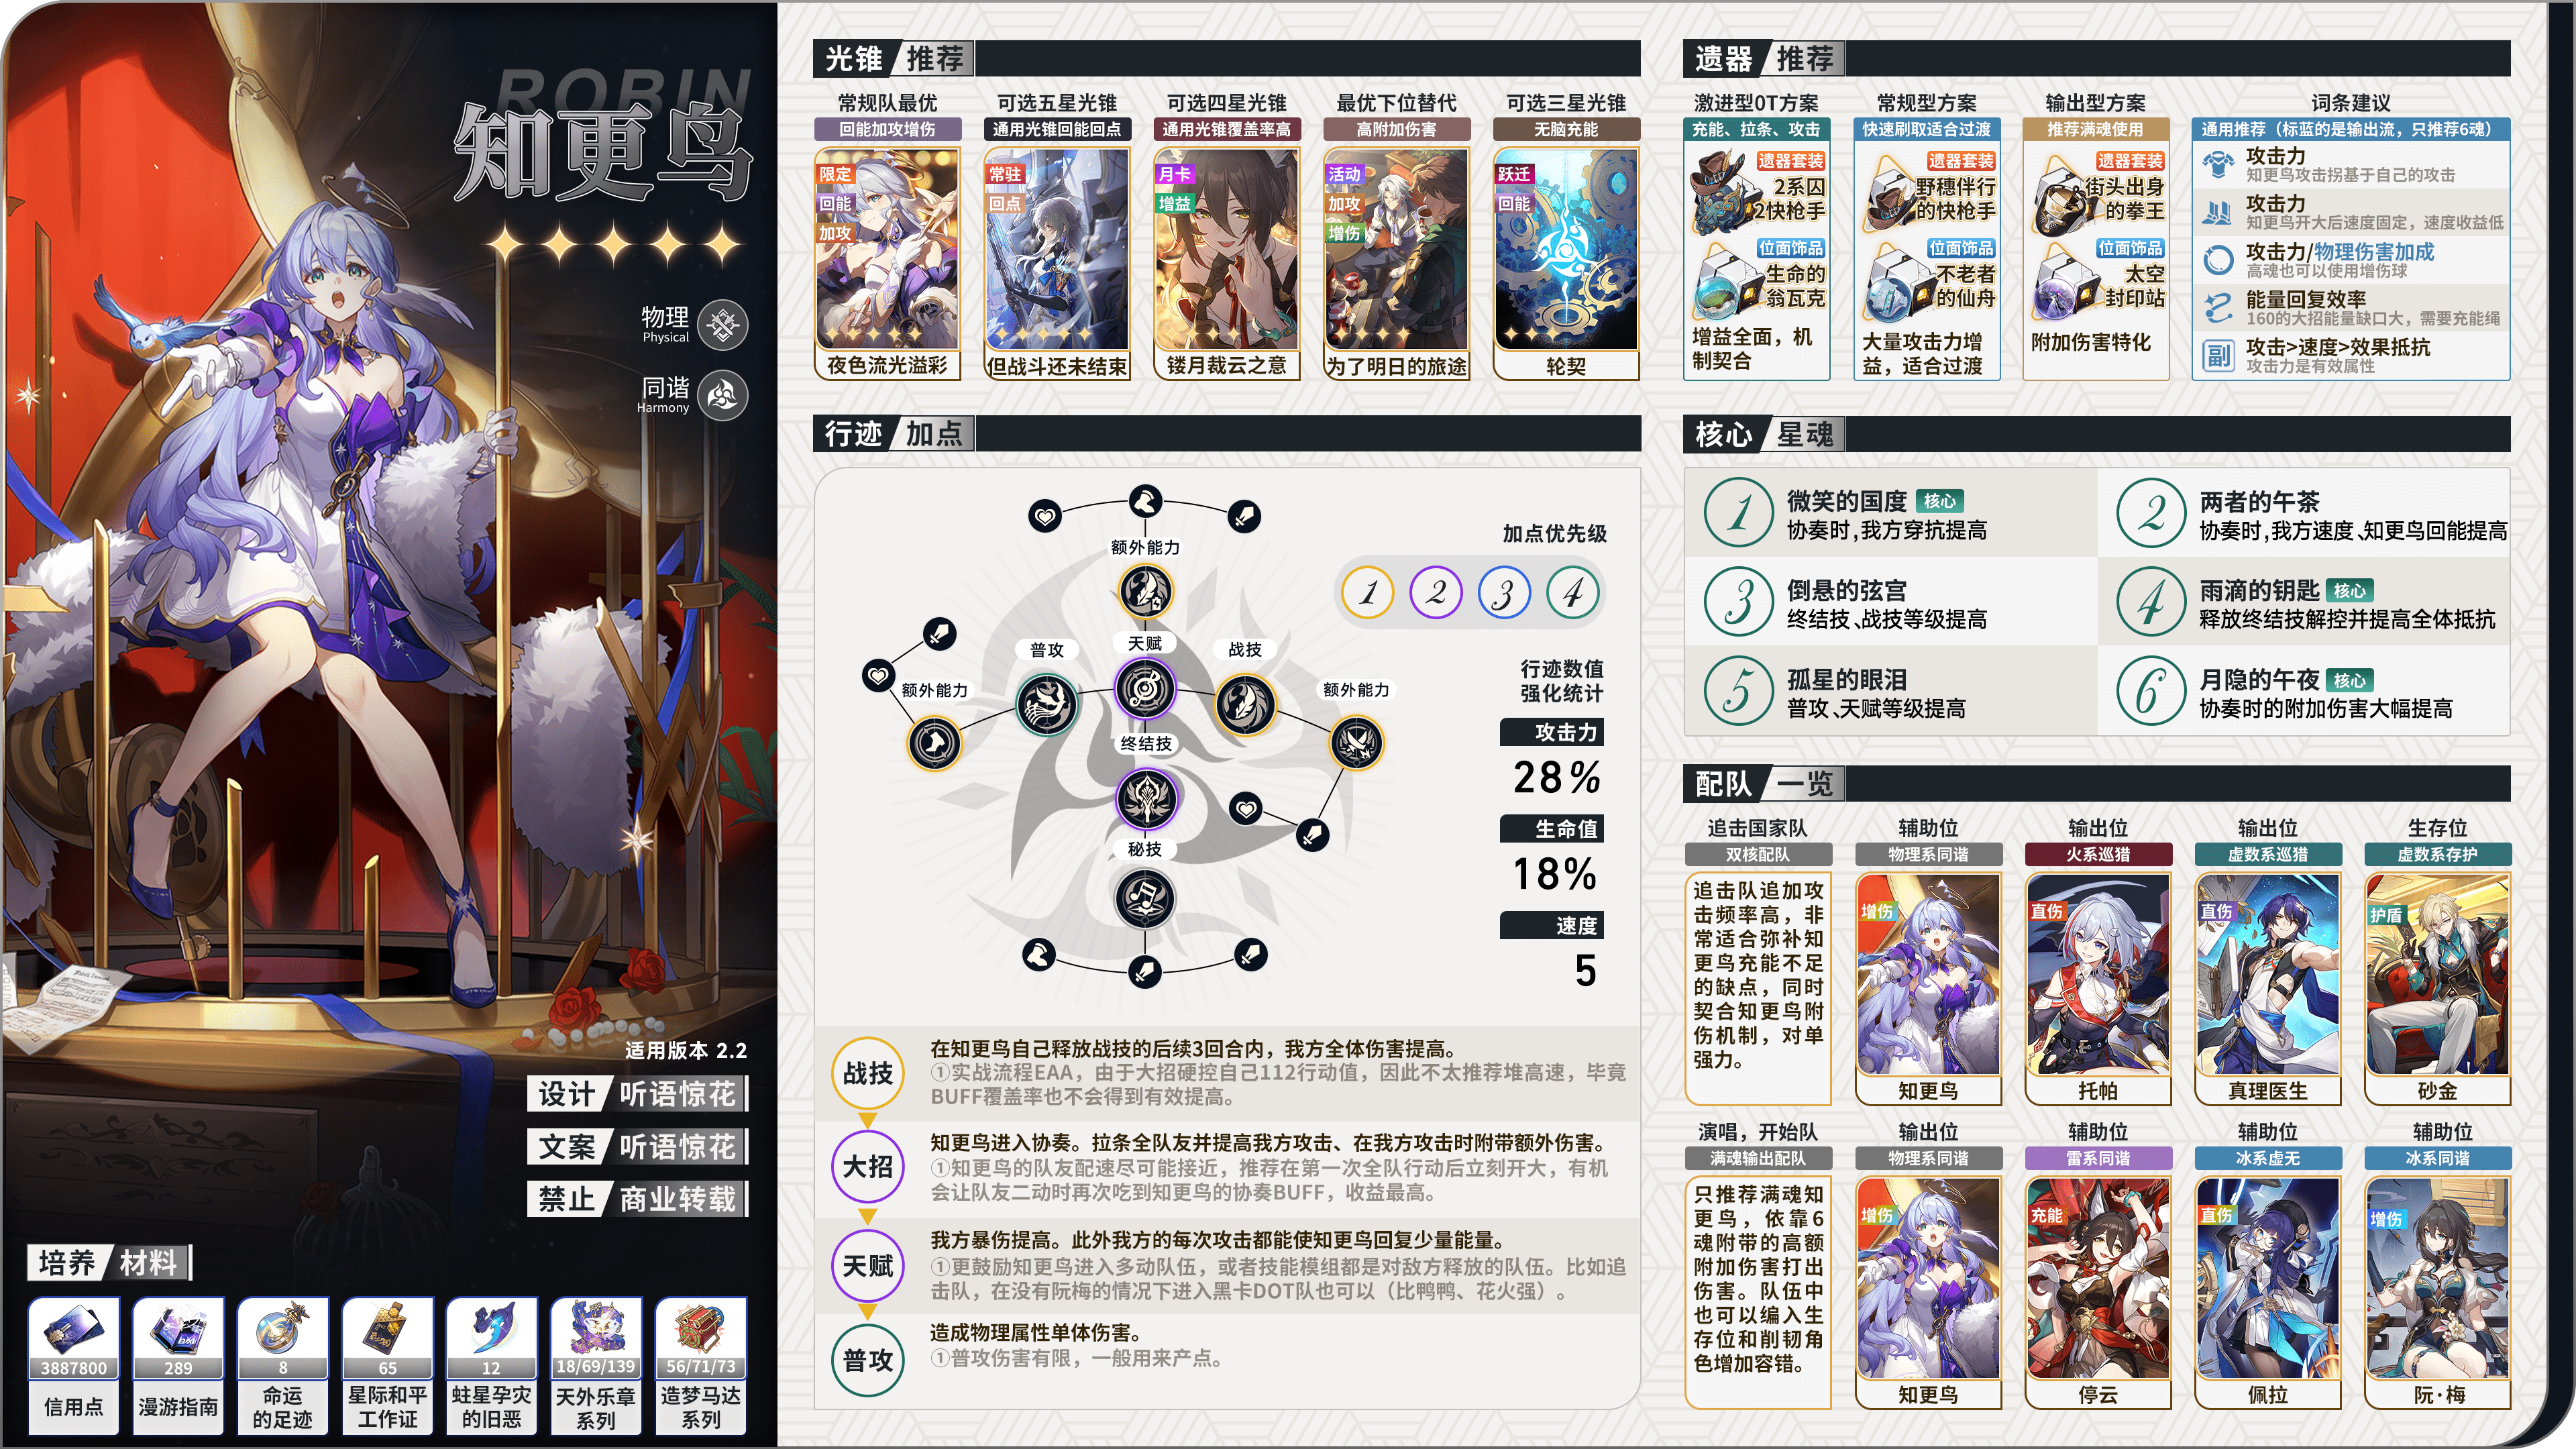 ROBIN
知更鸟
物理
Physical
同谐
Harmony
适用版本 2.2
设计 听语惊花
文案 听语惊花
禁止 商业转载
培养 材料
3887800
信用点
289
漫游指南
8
命运
的足迹
65
星际和平
工作证
12
蛀星孕灾
的旧恶
18/69/139
天外乐章
系列
56/71/73
造梦马达
系列
光锥 推荐
常规队最优
回能加攻增伤
限定
回能
加攻
夜色流光溢彩
可选五星光锥
通用光锥回能回点
常驻
回点
但战斗还未结束
可选四星光锥
通用光锥覆盖率高
月卡
增益
镂月裁云之意
最优下位替代
高附加伤害
活动
加攻
增伤
为了明日的旅途
可选三星光锥
无脑充能
跃迁
回能
轮契
行迹 加点
额外能力
天赋
普攻
战技
额外能力
额外能力
终结技
秘技
加点优先级
1 2 3 4
行迹数值
强化统计
攻击力
28%
生命值
18%
速度
5
战技
在知更鸟自己释放战技的后续3回合内，我方全体伤害提高。
①实战流程EAA，由于大招硬控自己112行动值，因此不太推荐堆高速，毕竟
BUFF覆盖率也不会得到有效提高。
大招
知更鸟进入协奏。拉条全队友并提高我方攻击、在我方攻击时附带额外伤害。
①知更鸟的队友配速尽可能接近，推荐在第一次全队行动后立刻开大，有机
会让队友二动时再次吃到知更鸟的协奏BUFF，收益最高。
天赋
我方暴伤提高。此外我方的每次攻击都能使知更鸟回复少量能量。
①更鼓励知更鸟进入多动队伍，或者技能模组都是对敌方释放的队伍。比如追
击队，在没有阮梅的情况下进入黑卡DOT队也可以（比鸭鸭、花火强）。
普攻
造成物理属性单体伤害。
①普攻伤害有限，一般用来产点。
遗器 推荐
激进型0T方案
充能、拉条、攻击
遗器套装
2系囚
2快枪手
位面饰品
生命的
翁瓦克
增益全面，机
制契合
常规型方案
快速刷取适合过渡
遗器套装
野穗伴行
的快枪手
位面饰品
不老者
的仙舟
大量攻击力增
益，适合过渡
输出型方案
推荐满魂使用
遗器套装
街头出身
的拳王
位面饰品
太空
封印站
附加伤害特化
词条建议
通用推荐（标蓝的是输出流，只推荐6魂）
攻击力
知更鸟攻击拐基于自己的攻击
攻击力
知更鸟开大后速度固定，速度收益低
攻击力/物理伤害加成
高魂也可以使用增伤球
能量回复效率
160的大招能量缺口大，需要充能绳
副
攻击>速度>效果抵抗
攻击力是有效属性
核心 星魂
1
微笑的国度 核心
协奏时,我方穿抗提高
2
两者的午茶
协奏时,我方速度、知更鸟回能提高
3
倒悬的弦宫
终结技、战技等级提高
4
雨滴的钥匙 核心
释放终结技解控并提高全体抵抗
5
孤星的眼泪
普攻、天赋等级提高
6
月隐的午夜 核心
协奏时的附加伤害大幅提高
配队 一览
追击国家队
双核配队
追击队追加攻
击频率高，非
常适合弥补知
更鸟充能不足
的缺点，同时
契合知更鸟附
伤机制，对单
强力。
辅助位
物理系同谐
增伤
知更鸟
输出位
火系巡猎
直伤
托帕
输出位
虚数系巡猎
直伤
真理医生
生存位
虚数系存护
护盾
砂金
演唱，开始队
满魂输出配队
只推荐满魂知
更鸟，依靠6
魂附带的高额
附加伤害打出
伤害。队伍中
也可以编入生
存位和削韧角
色增加容错。
输出位
物理系同谐
增伤
知更鸟
辅助位
雷系同谐
充能
停云
辅助位
冰系虚无
直伤
佩拉
辅助位
冰系同谐
增伤
阮·梅